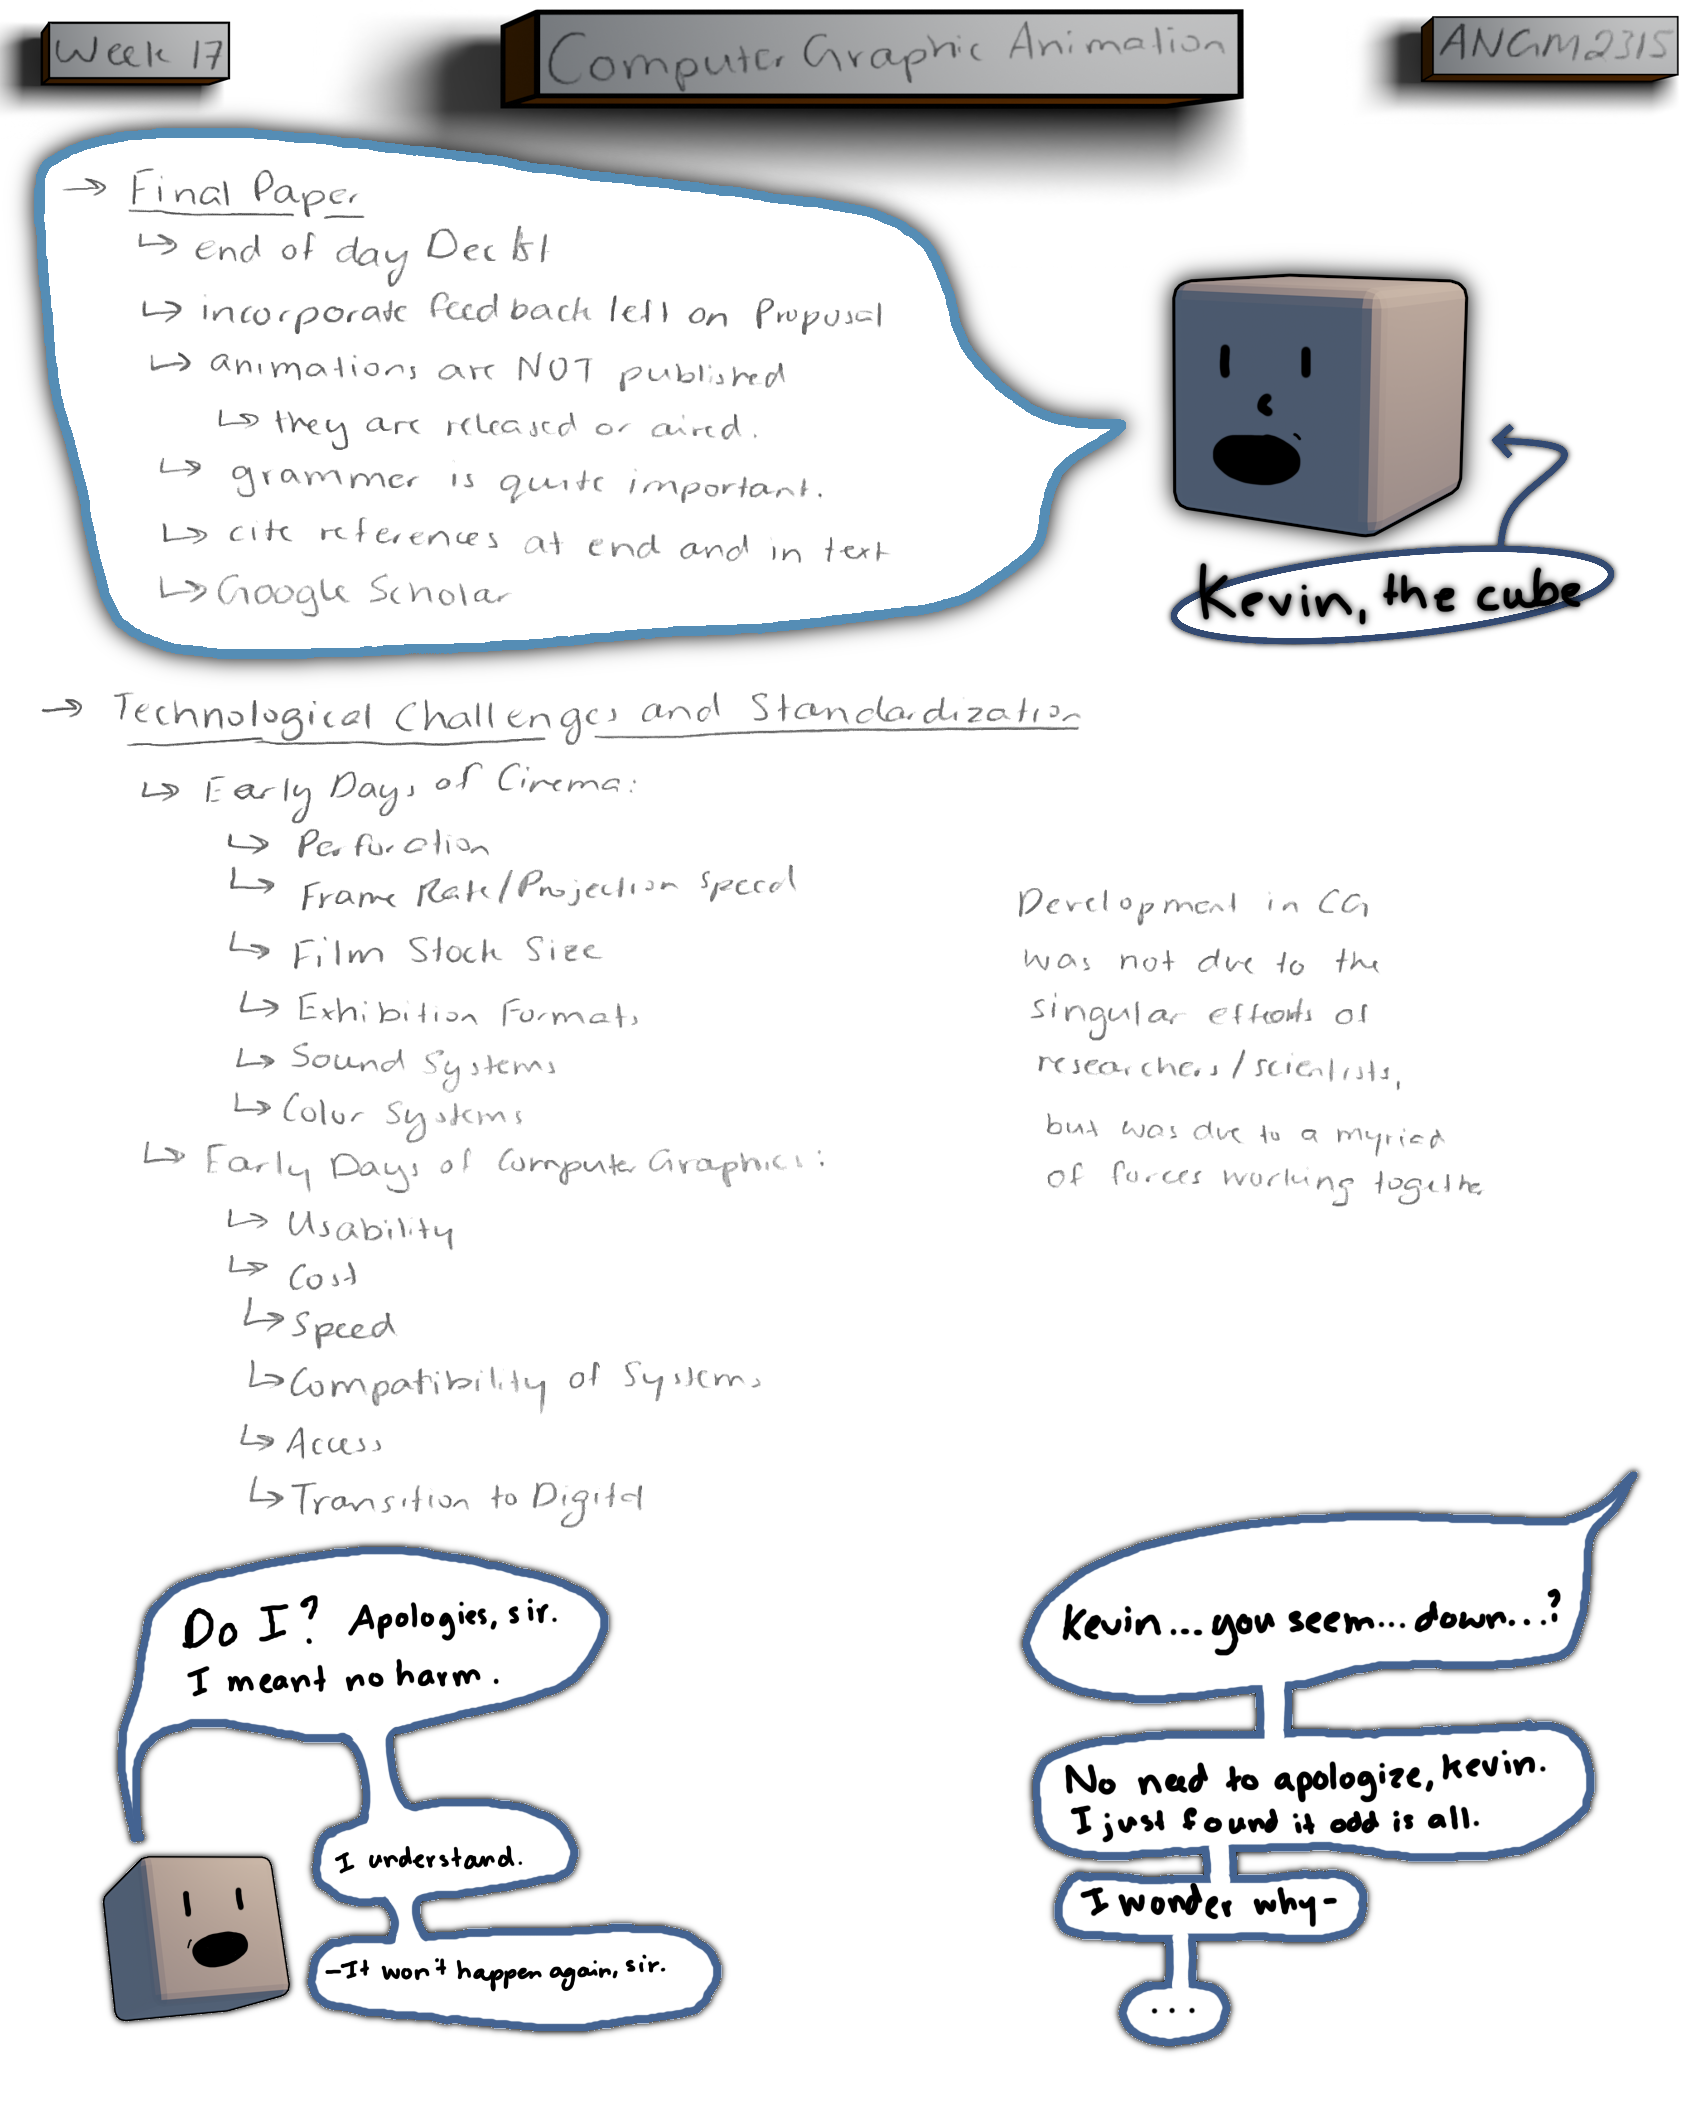 Week 17
Computer Graphic Animation
ANGM2315
→ Final Paper
↳ end of day Dec 1st
↳ incorporate feedback left on Proposal
↳ animations are NOT published
↳ they are released or aired.
↳ grammer is quite important.
↳ cite references at end and in text
↳ Google Scholar
Kevin, the cube
→ Technological Challenges and Standardization
↳ Early Days of Cinema:
↳ Perforation
↳ Frame Rate/Projection speed
↳ Film Stock Size
↳ Exhibition Formats
↳ Sound Systems
↳ Color Systems
↳ Early Days of Computer Graphics:
↳ Usability
↳ Cost
↳ Speed
↳ Compatibility of Systems
↳ Access
↳ Transition to Digital
Development in CG
was not due to the
singular efforts of
researchers/scientists,
but was due to a myriad
of forces working together
Kevin...you seem...down...?
Do I? Apologies, sir.
I meant no harm.
No need to apologize, Kevin.
I just found it odd is all.
I understand.
I wonder why-
-It won't happen again, sir.
...